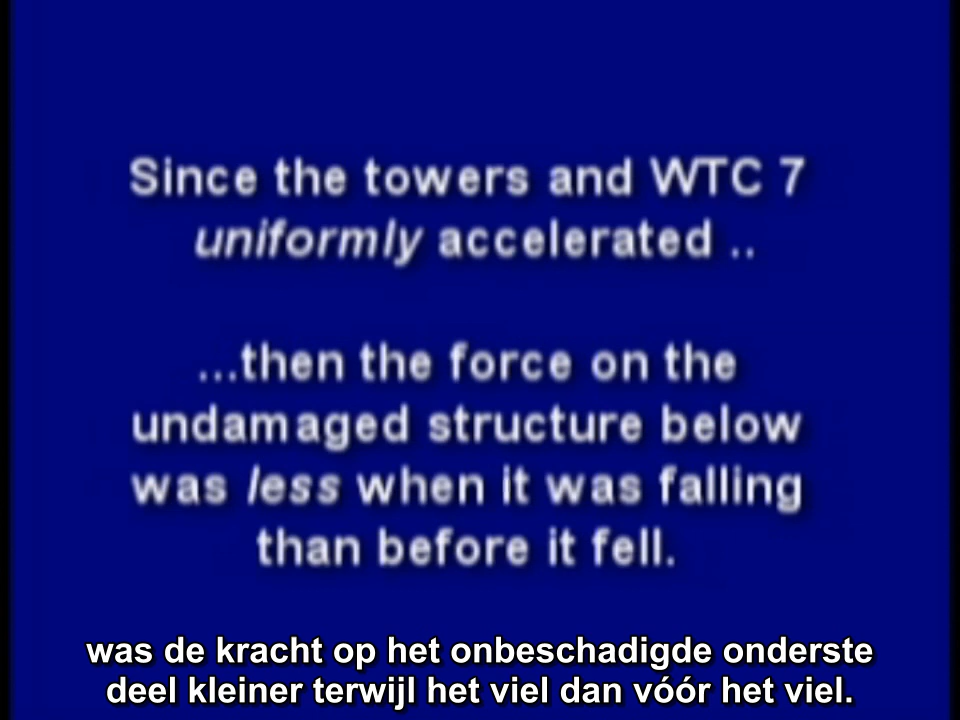 Since the towers and WTC 7
uniformly accelerated ..
...then the force on the
undamaged structure below
was less when it was falling
than before it fell.
was de kracht op het onbeschadigde onderste
deel kleiner terwijl het viel dan vóór het viel.